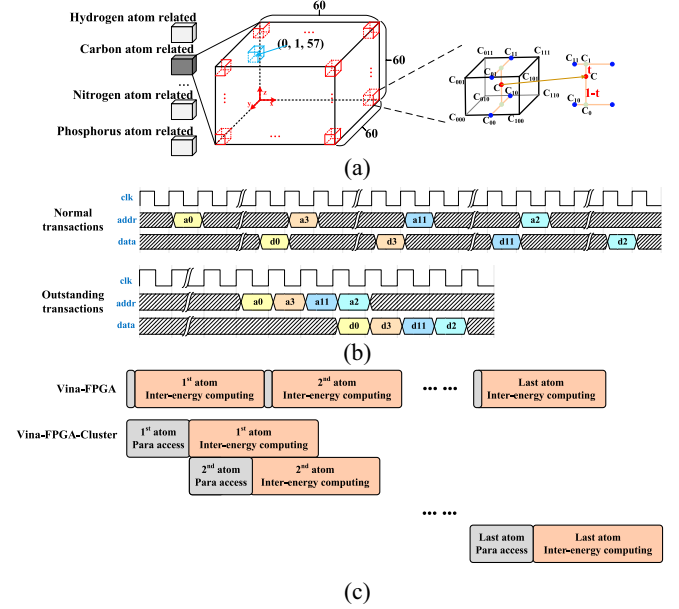 Hydrogen atom related
Carbon atom related
...
Nitrogen atom related
Phosphorus atom related
60
(0, 1, 57)
60
60
z
y
x
C011
C11
C111
C001
C01
C101
C
C010
C10
C110
C000
C00
C100
C11 C1
t
C
1-t
C10
C0
(a)
clk
Normal transactions
addr
a0 a3 a11 a2
data
d0 d3 d11 d2
clk
Outstanding transactions
addr
a0 a3 a11 a2
data
d0 d3 d11 d2
(b)
Vina-FPGA
1st atom
Inter-energy computing
2nd atom
Inter-energy computing
... ...
Last atom
Inter-energy computing
Vina-FPGA-Cluster
1st atom
Para access
1st atom
Inter-energy computing
2nd atom
Para access
2nd atom
Inter-energy computing
... ...
Last atom
Para access
Last atom
Inter-energy computing
(c)